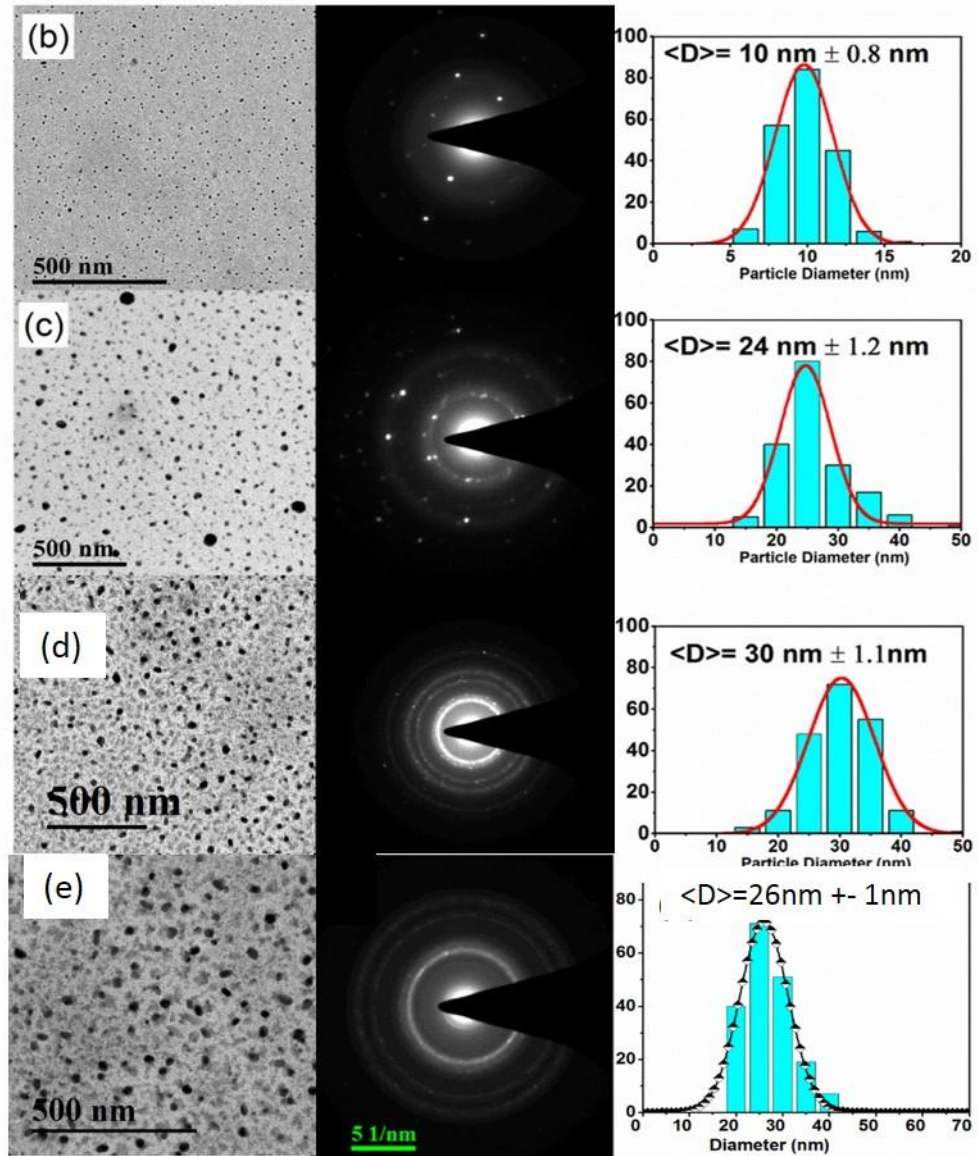 (b)
500 nm
<D>= 10 nm ± 0.8 nm
100
80
60
40
20
0
0 5 10 15 20
Particle Diameter (nm)
(c)
500 nm
<D>= 24 nm ± 1.2 nm
100
80
60
40
20
0
0 10 20 30 40 50
Particle Diameter (nm)
(d)
500 nm
<D>= 30 nm ± 1.1nm
100
80
60
40
20
0
0 10 20 30 40 50
Particle Diameter (nm)
(e)
500 nm
5 1/nm
<D>=26nm +- 1nm
80
60
40
20
0
0 10 20 30 40 50 60 70
Diameter (nm)